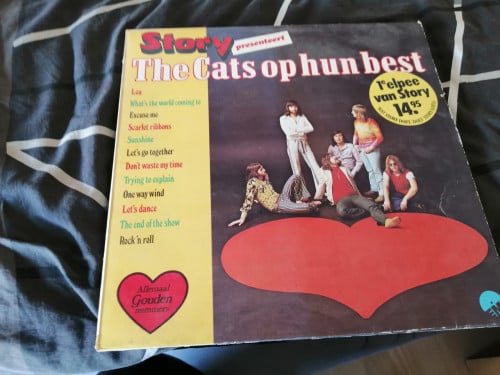 Story
presenteert
The Cats op hun best
1e elpee
van Story
14.95
Lea
What's the world coming to
Excuse me
Scarlet ribbons
Sunshine
Let's go together
Don't waste my time
Trying to explain
One way wind
Let's dance
The end of the show
Rock 'n roll
Allemaal
Gouden
nummers